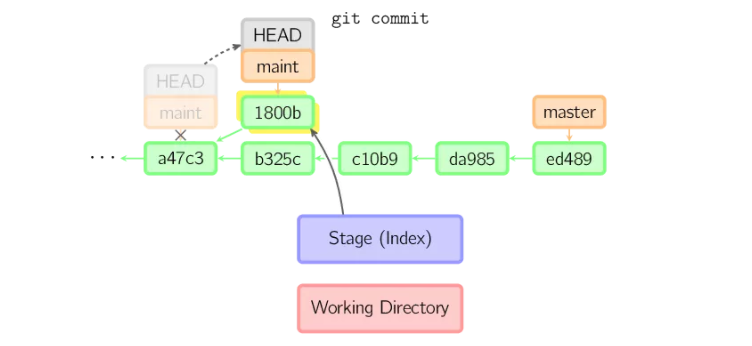 git commit
HEAD
maint
HEAD
maint
1800b
master
...
a47c3
b325c
c10b9
da985
ed489
Stage (Index)
Working Directory